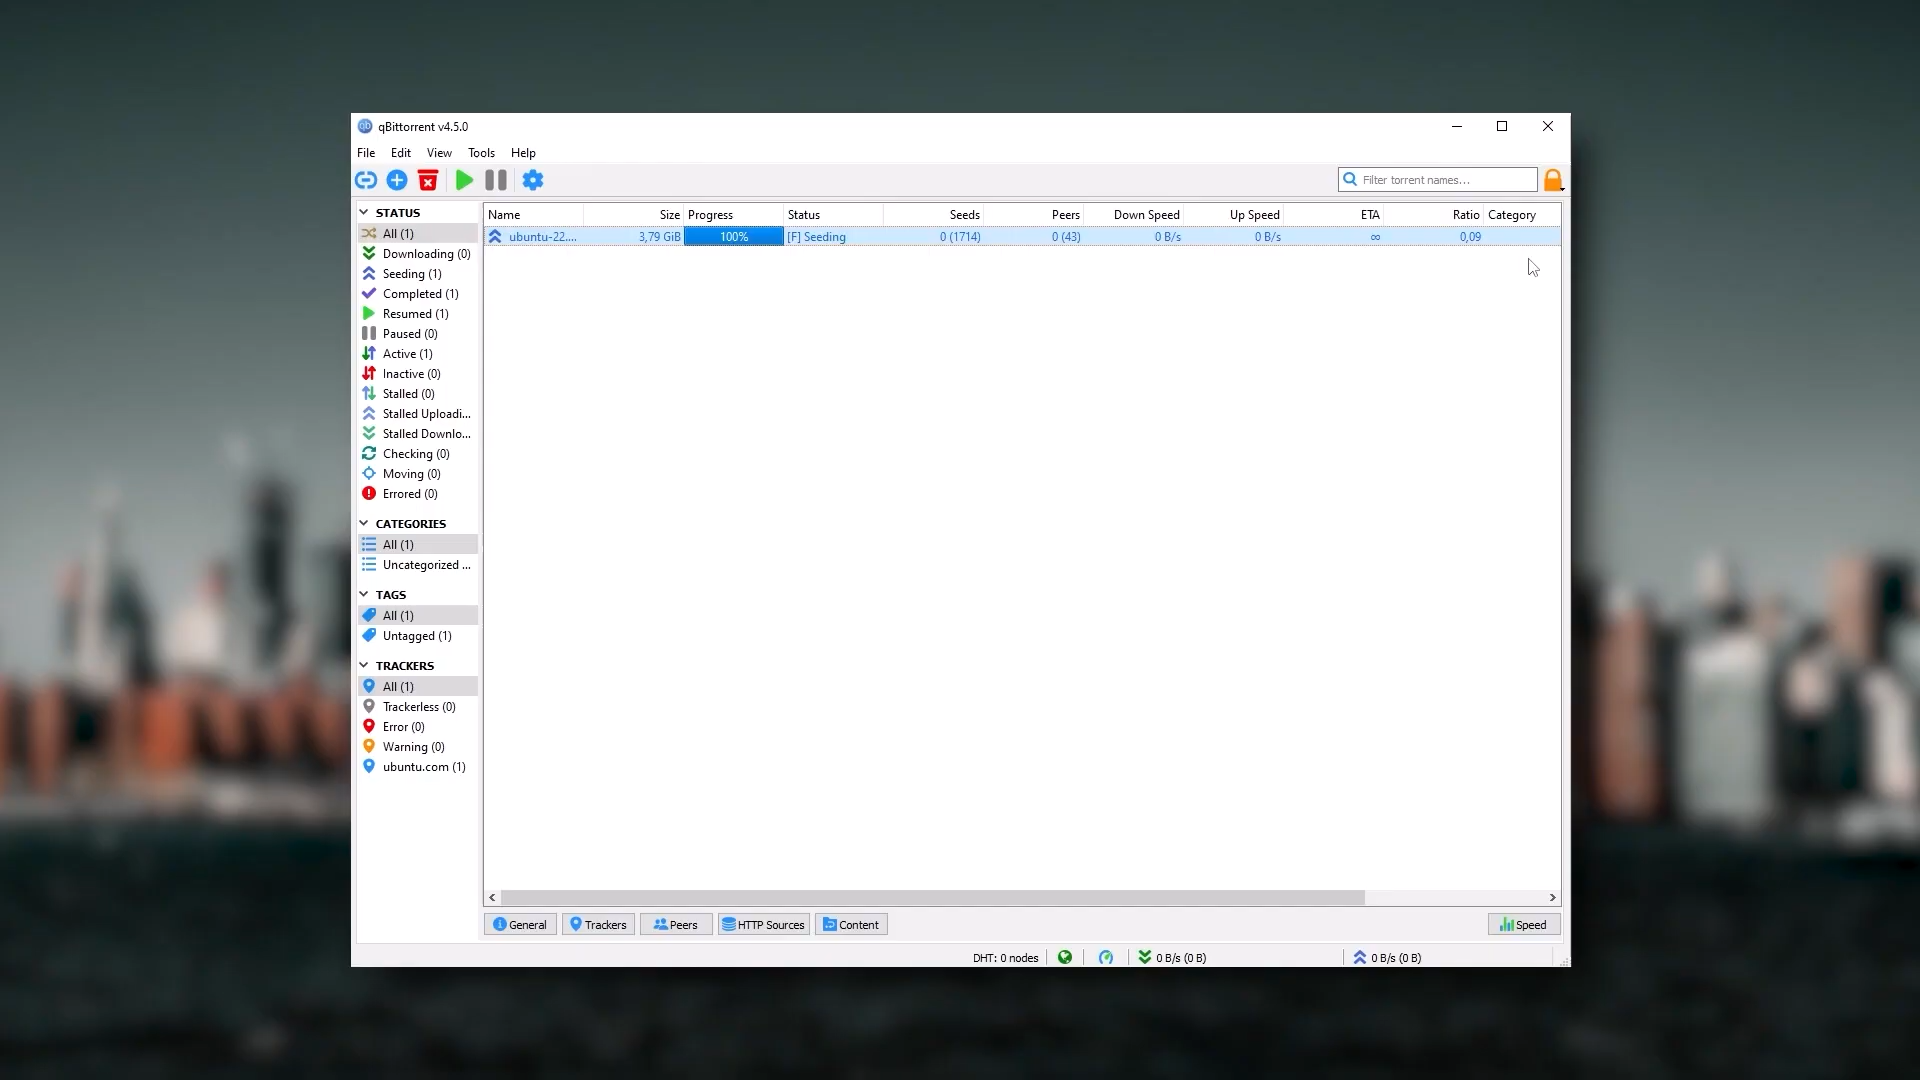 qBittorrent v4.5.0
File Edit View Tools Help
Filter torrent names...
STATUS
All (1)
Downloading (0)
Seeding (1)
Completed (1)
Resumed (1)
Paused (0)
Active (1)
Inactive (0)
Stalled (0)
Stalled Uploadi...
Stalled Downlo...
Checking (0)
Moving (0)
Errored (0)
CATEGORIES
All (1)
Uncategorized ...
TAGS
All (1)
Untagged (1)
TRACKERS
All (1)
Trackerless (0)
Error (0)
Warning (0)
ubuntu.com (1)
Name Size Progress Status Seeds Peers Down Speed Up Speed ETA Ratio Category
ubuntu-22.... 3,79 GiB 100% [F] Seeding 0 (1714) 0 (43) 0 B/s 0 B/s ∞ 0,09
General Trackers Peers HTTP Sources Content Speed
DHT: 0 nodes 0 B/s (0 B) 0 B/s (0 B)